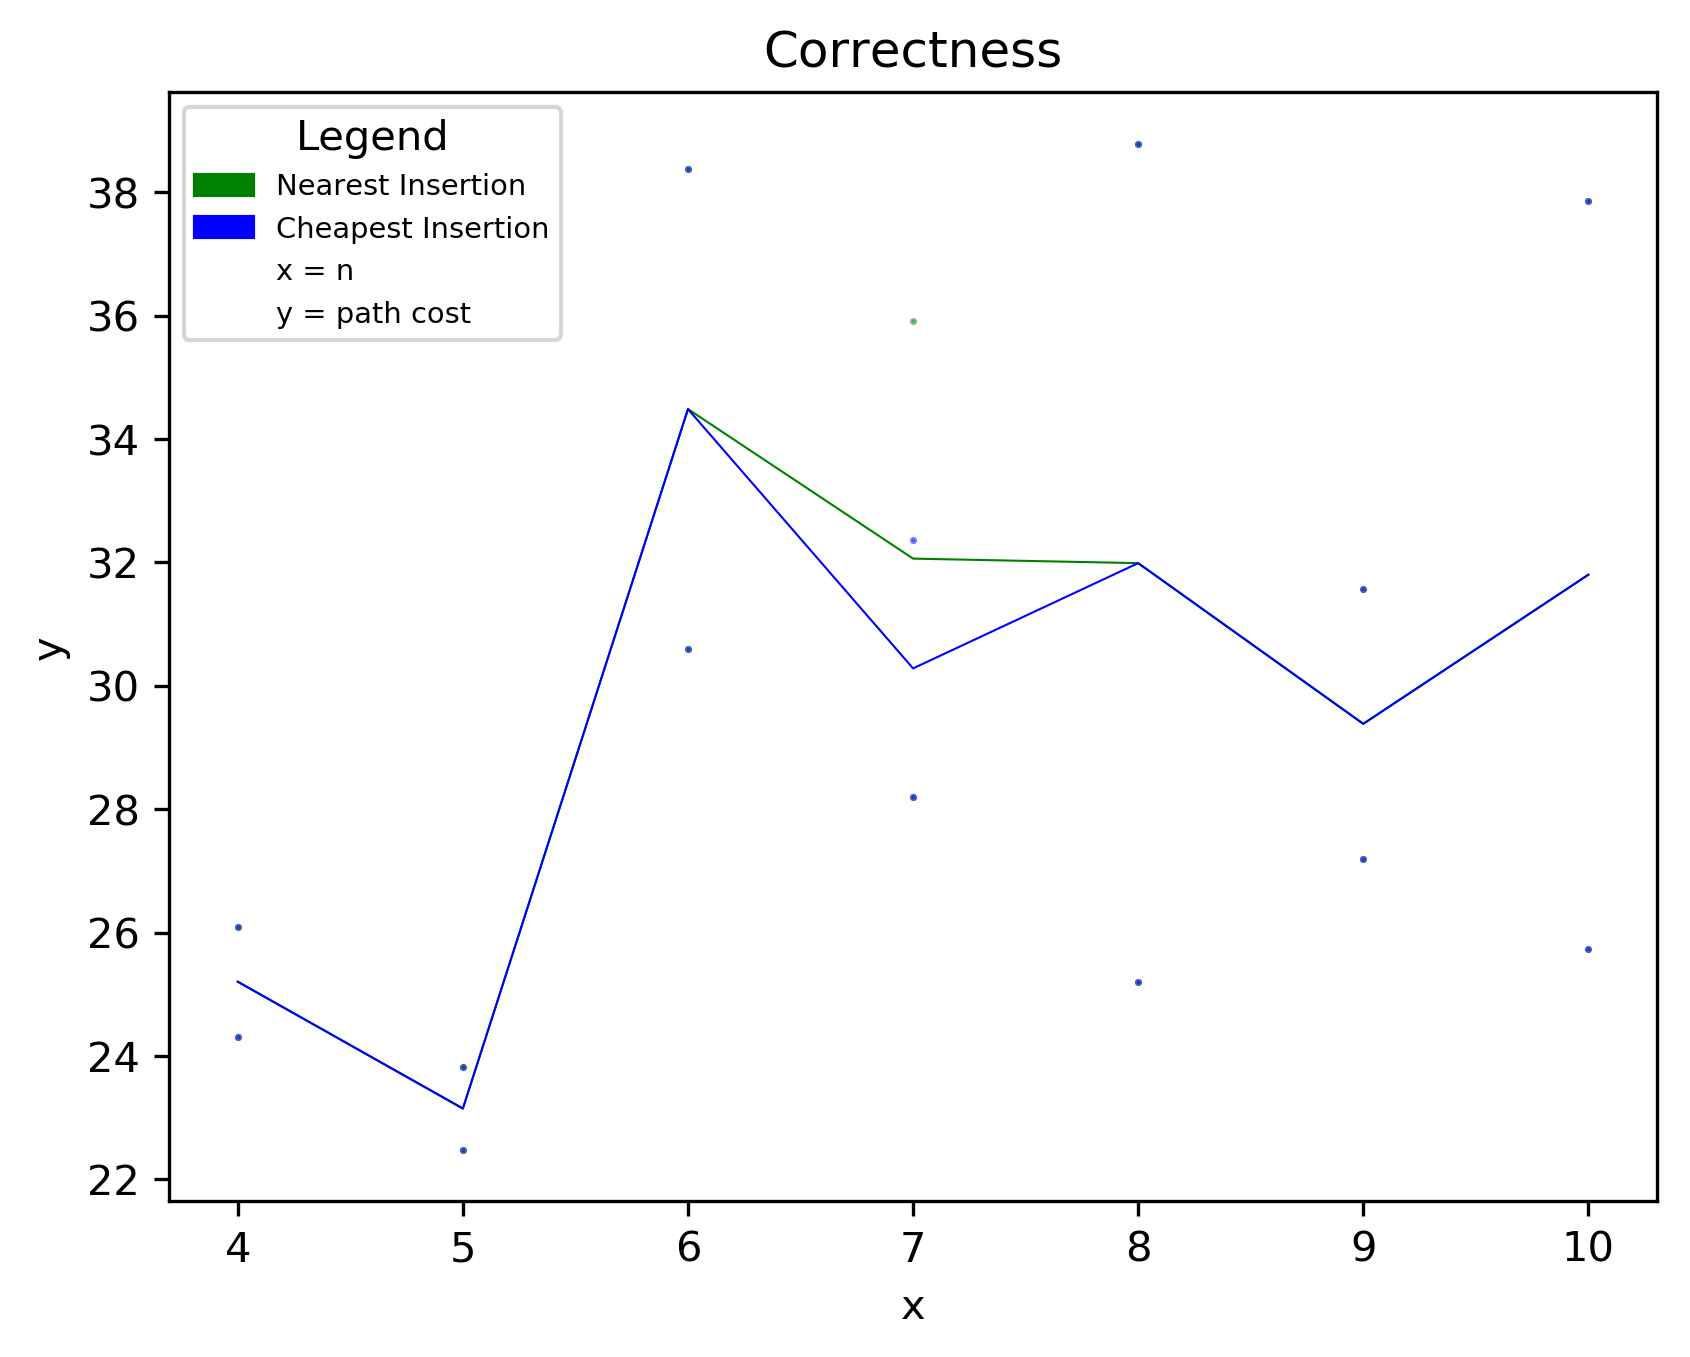 Correctness
Legend
Nearest Insertion
Cheapest Insertion
x = n
y = path cost
38
36
34
32
30
28
26
24
22
y
4 5 6 7 8 9 10
x